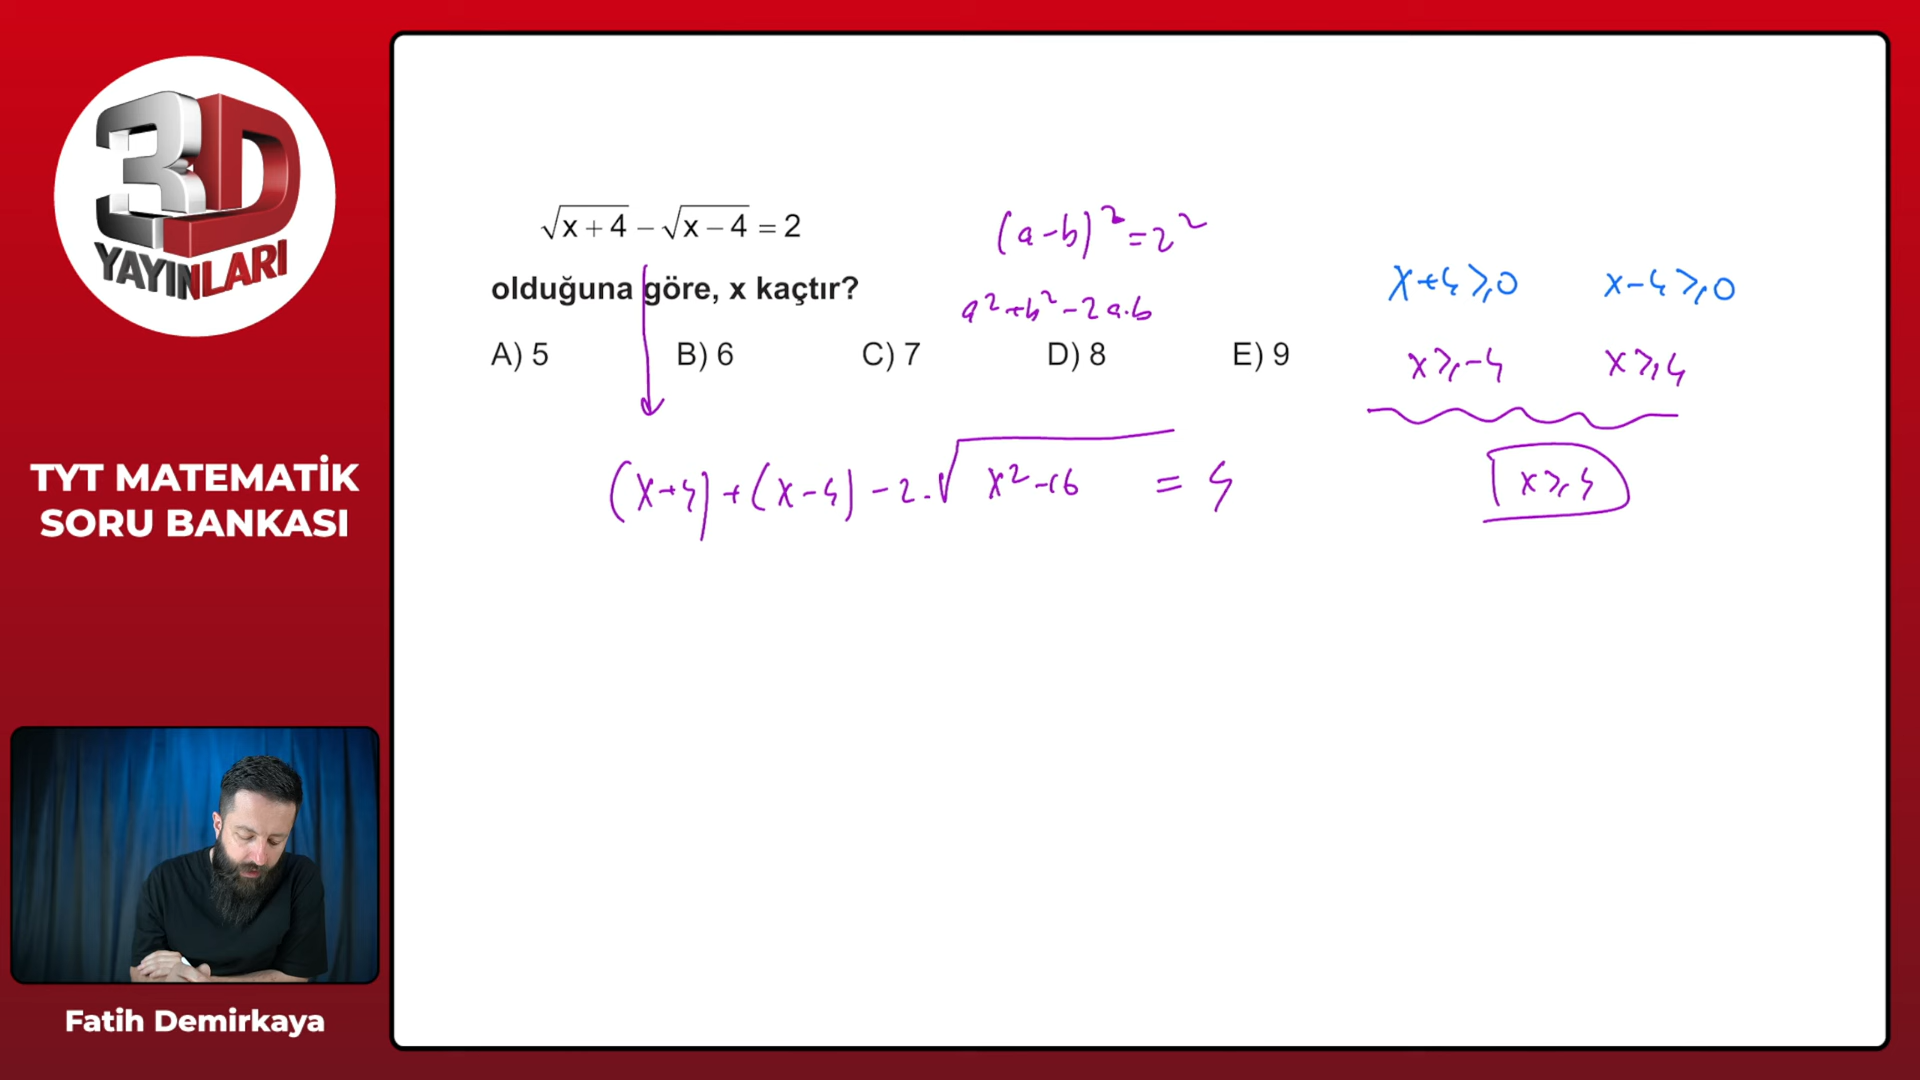 3D
YAYINLARI
TYT MATEMATİK
SORU BANKASI
Fatih Demirkaya
√x + 4 − √x − 4 = 2
olduğuna göre, x kaçtır?
A) 5 B) 6 C) 7 D) 8 E) 9
(a-b)² = 2²
a²+b²-2a.b
x+4⩾0 x-4⩾0
x⩾-4 x⩾4
x⩾4
(x+4)+(x-4)-2.√x²-16 = 4